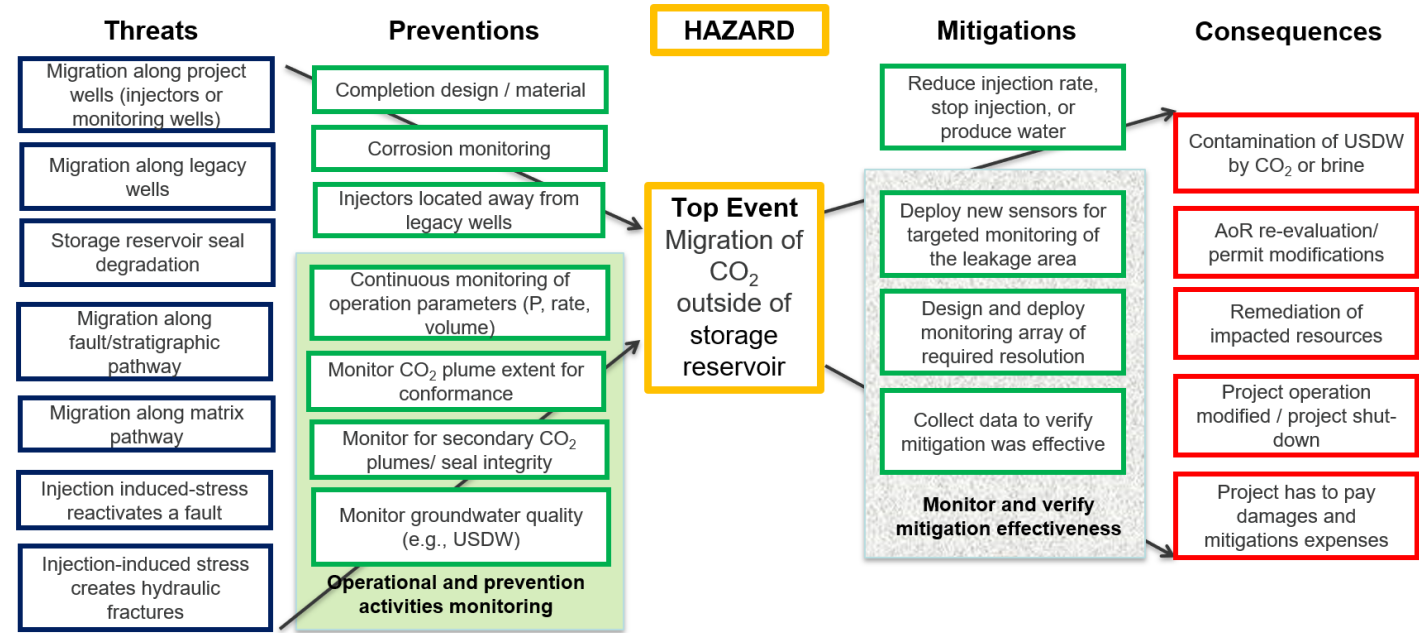 Threats
Migration along project
wells (injectors or
monitoring wells)
Migration along legacy
wells
Storage reservoir seal
degradation
Migration along
fault/stratigraphic
pathway
Migration along matrix
pathway
Injection induced-stress
reactivates a fault
Injection-induced stress
creates hydraulic
fractures
Preventions
Completion design / material
Corrosion monitoring
Injectors located away from
legacy wells
Continuous monitoring of
operation parameters (P, rate,
volume)
Monitor CO₂ plume extent for
conformance
Monitor for secondary CO₂
plumes/ seal integrity
Monitor groundwater quality
(e.g., USDW)
Operational and prevention
activities monitoring
HAZARD
Top Event
Migration of
CO₂
outside of
storage
reservoir
Mitigations
Reduce injection rate,
stop injection, or
produce water
Deploy new sensors for
targeted monitoring of
the leakage area
Design and deploy
monitoring array of
required resolution
Collect data to verify
mitigation was effective
Monitor and verify
mitigation effectiveness
Consequences
Contamination of USDW
by CO₂ or brine
AoR re-evaluation/
permit modifications
Remediation of
impacted resources
Project operation
modified / project shut-
down
Project has to pay
damages and
mitigations expenses